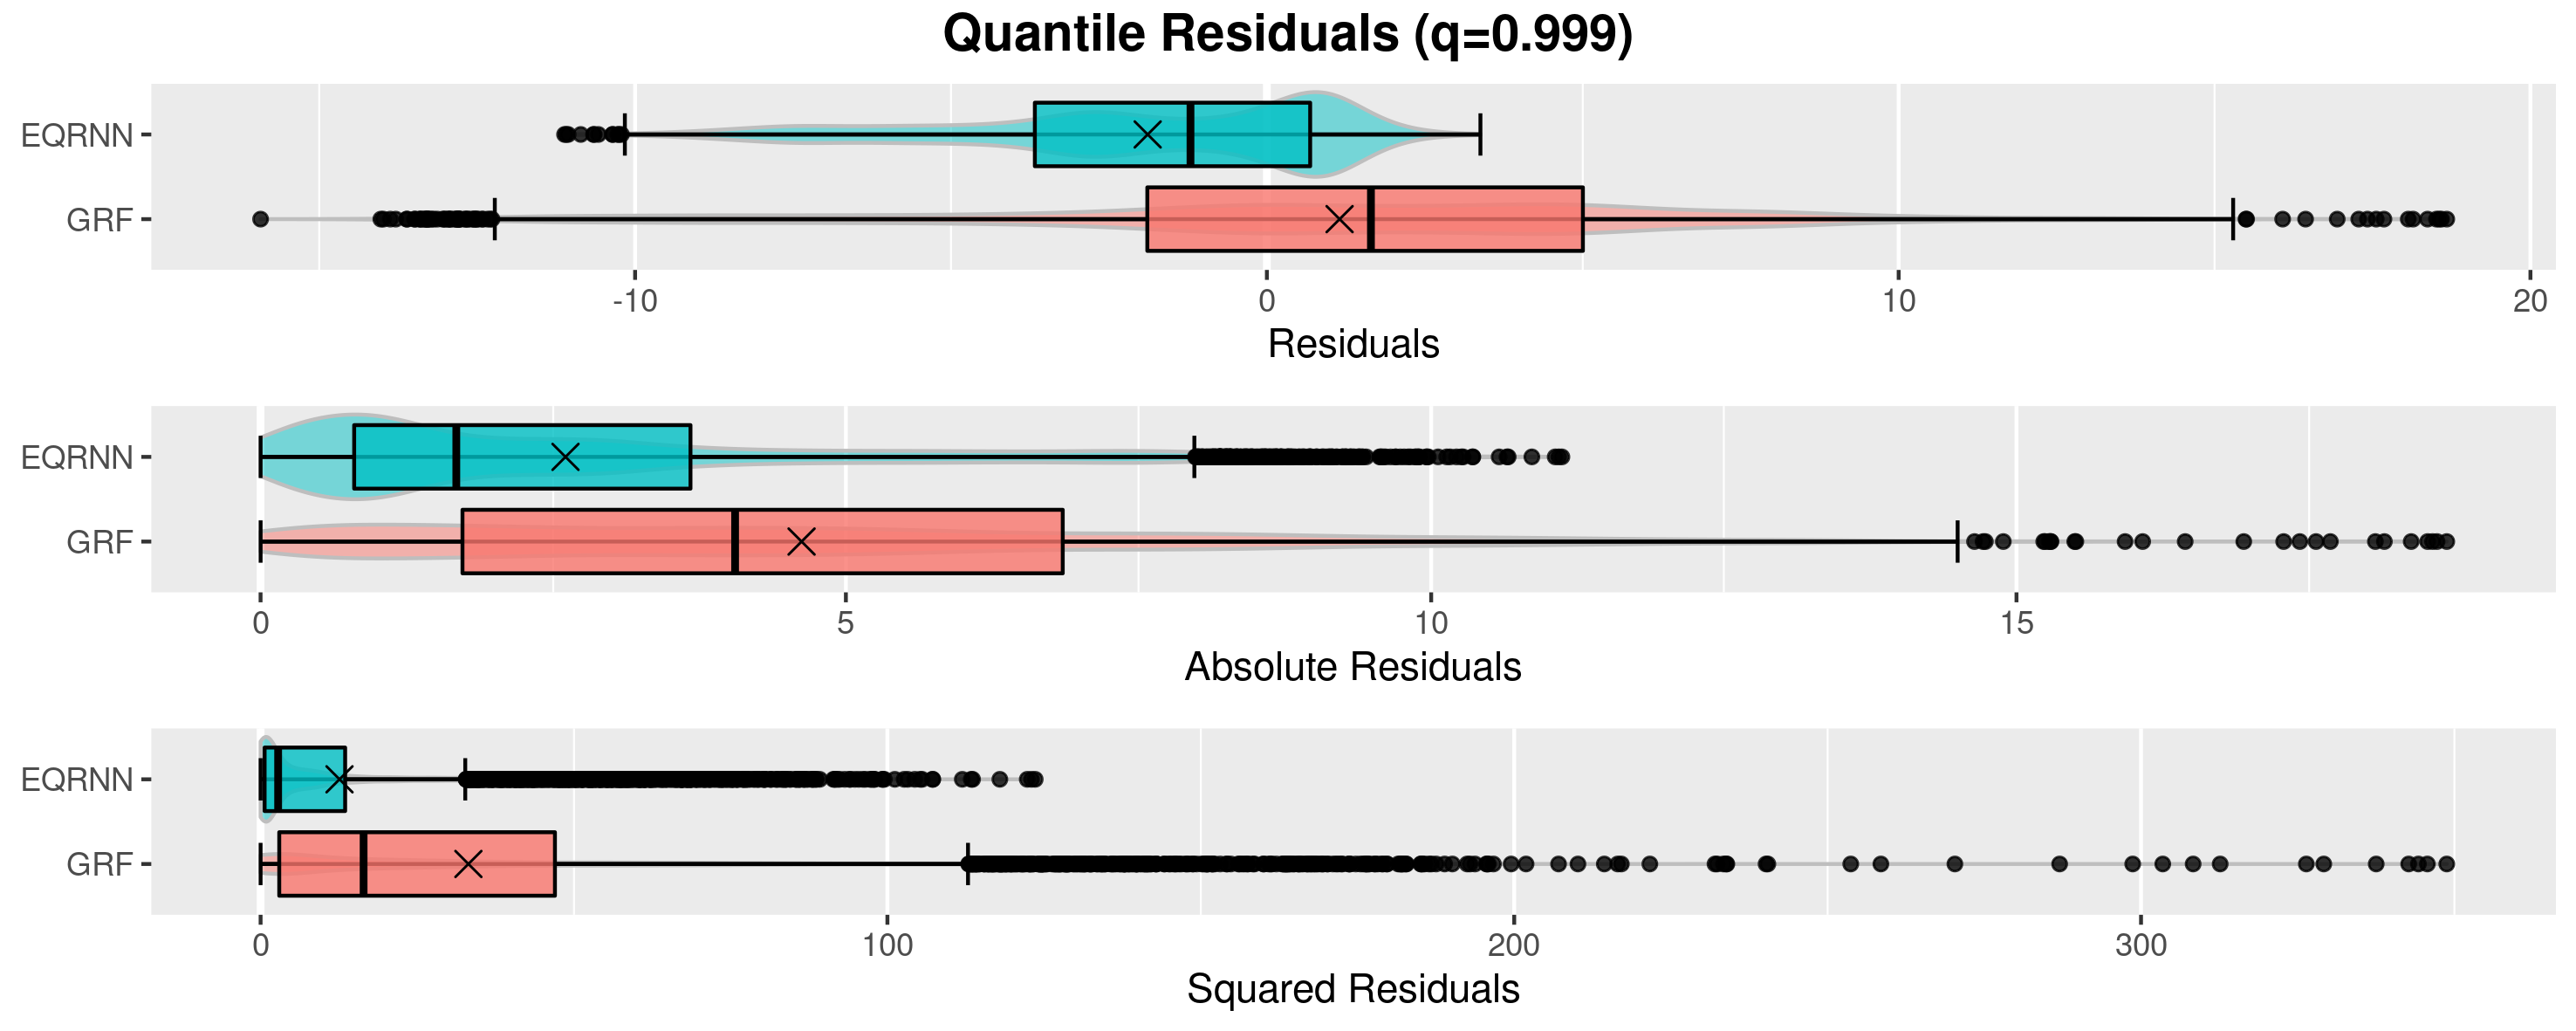 Quantile Residuals (q=0.999)
EQRNN
GRF
-10 0 10 20
Residuals
EQRNN
GRF
0 5 10 15
Absolute Residuals
EQRNN
GRF
0 100 200 300
Squared Residuals